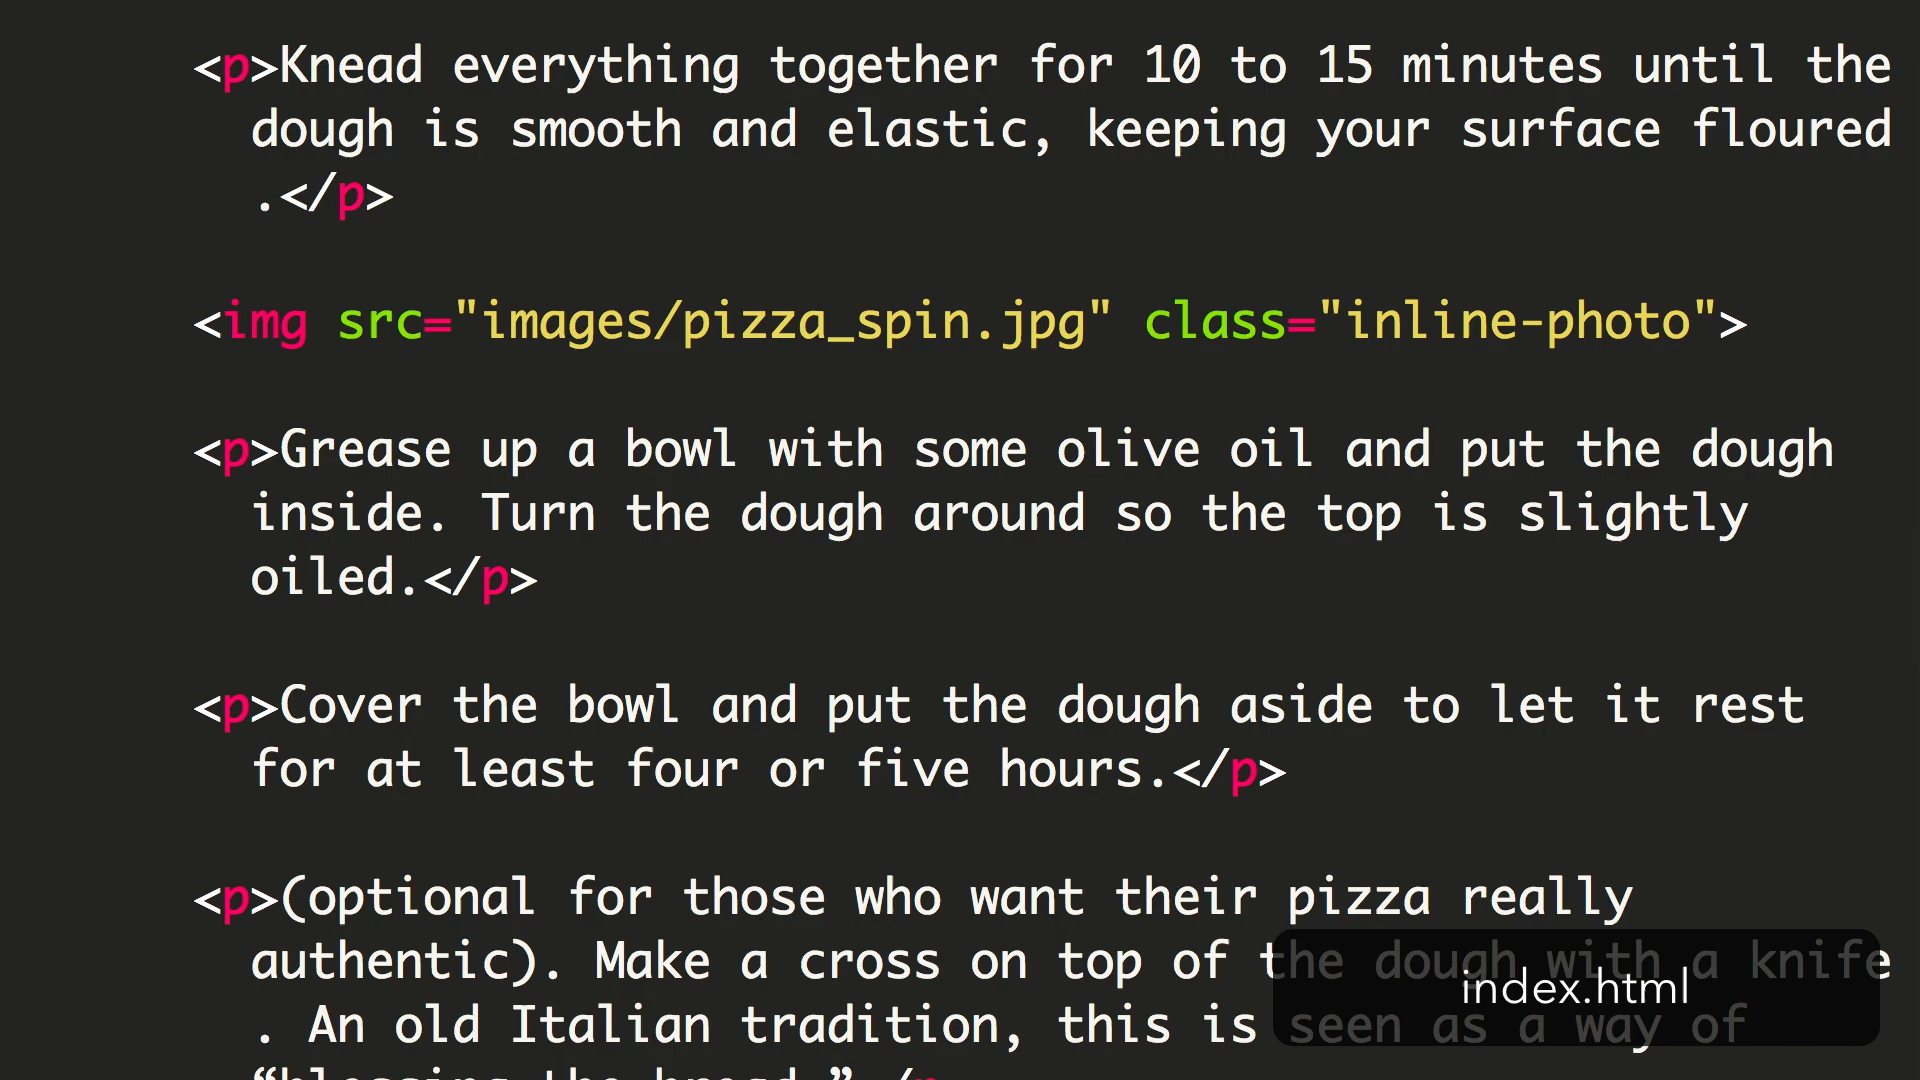 <p>Knead everything together for 10 to 15 minutes until the
dough is smooth and elastic, keeping your surface floured
.</p>
<img src="images/pizza_spin.jpg" class="inline-photo">
<p>Grease up a bowl with some olive oil and put the dough
inside. Turn the dough around so the top is slightly
oiled.</p>
<p>Cover the bowl and put the dough aside to let it rest
for at least four or five hours.</p>
<p>(optional for those who want their pizza really
authentic). Make a cross on top of the dough with a knife
. An old Italian tradition, this is seen as a way of
“blessing the bread.”</p
index.html